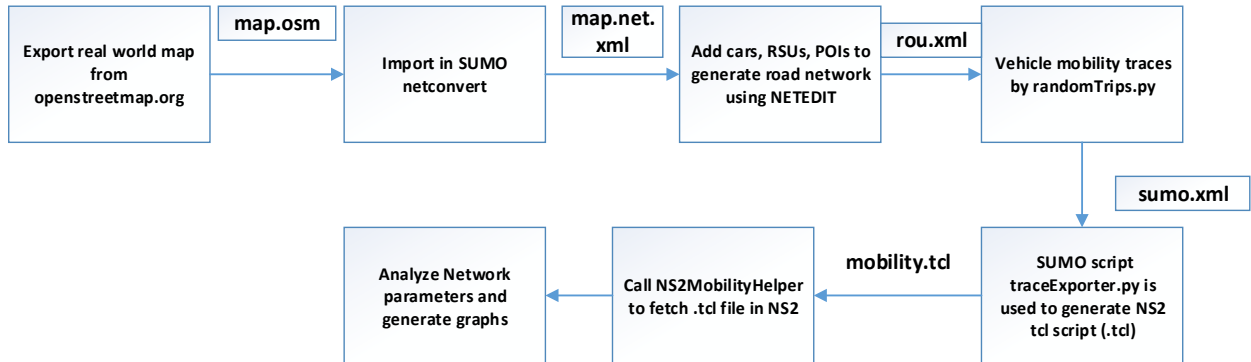 Export real world map
from
openstreetmap.org
map.osm
Import in SUMO
netconvert
map.net.
xml
Add cars, RSUs, POIs to
generate road network
using NETEDIT
rou.xml
Vehicle mobility traces
by randomTrips.py
sumo.xml
SUMO script
traceExporter.py is
used to generate NS2
tcl script (.tcl)
mobility.tcl
Call NS2MobilityHelper
to fetch .tcl file in NS2
Analyze Network
parameters and
generate graphs